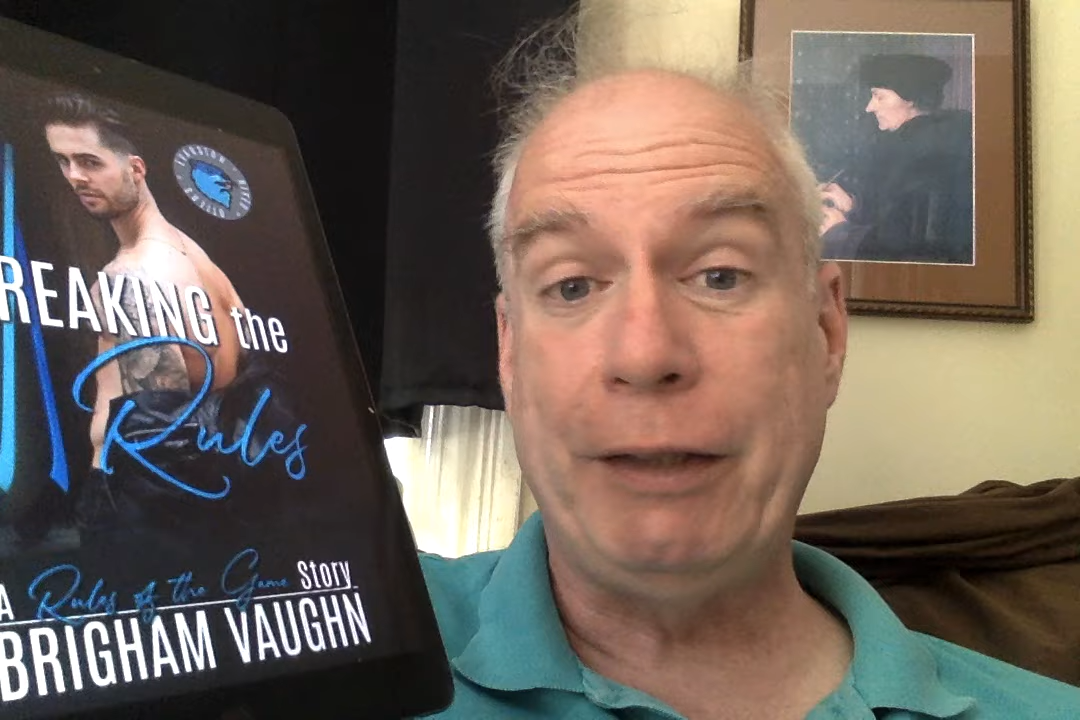 REAKING the
Rules
A Rules of the Game Story
BRIGHAM VAUGHN